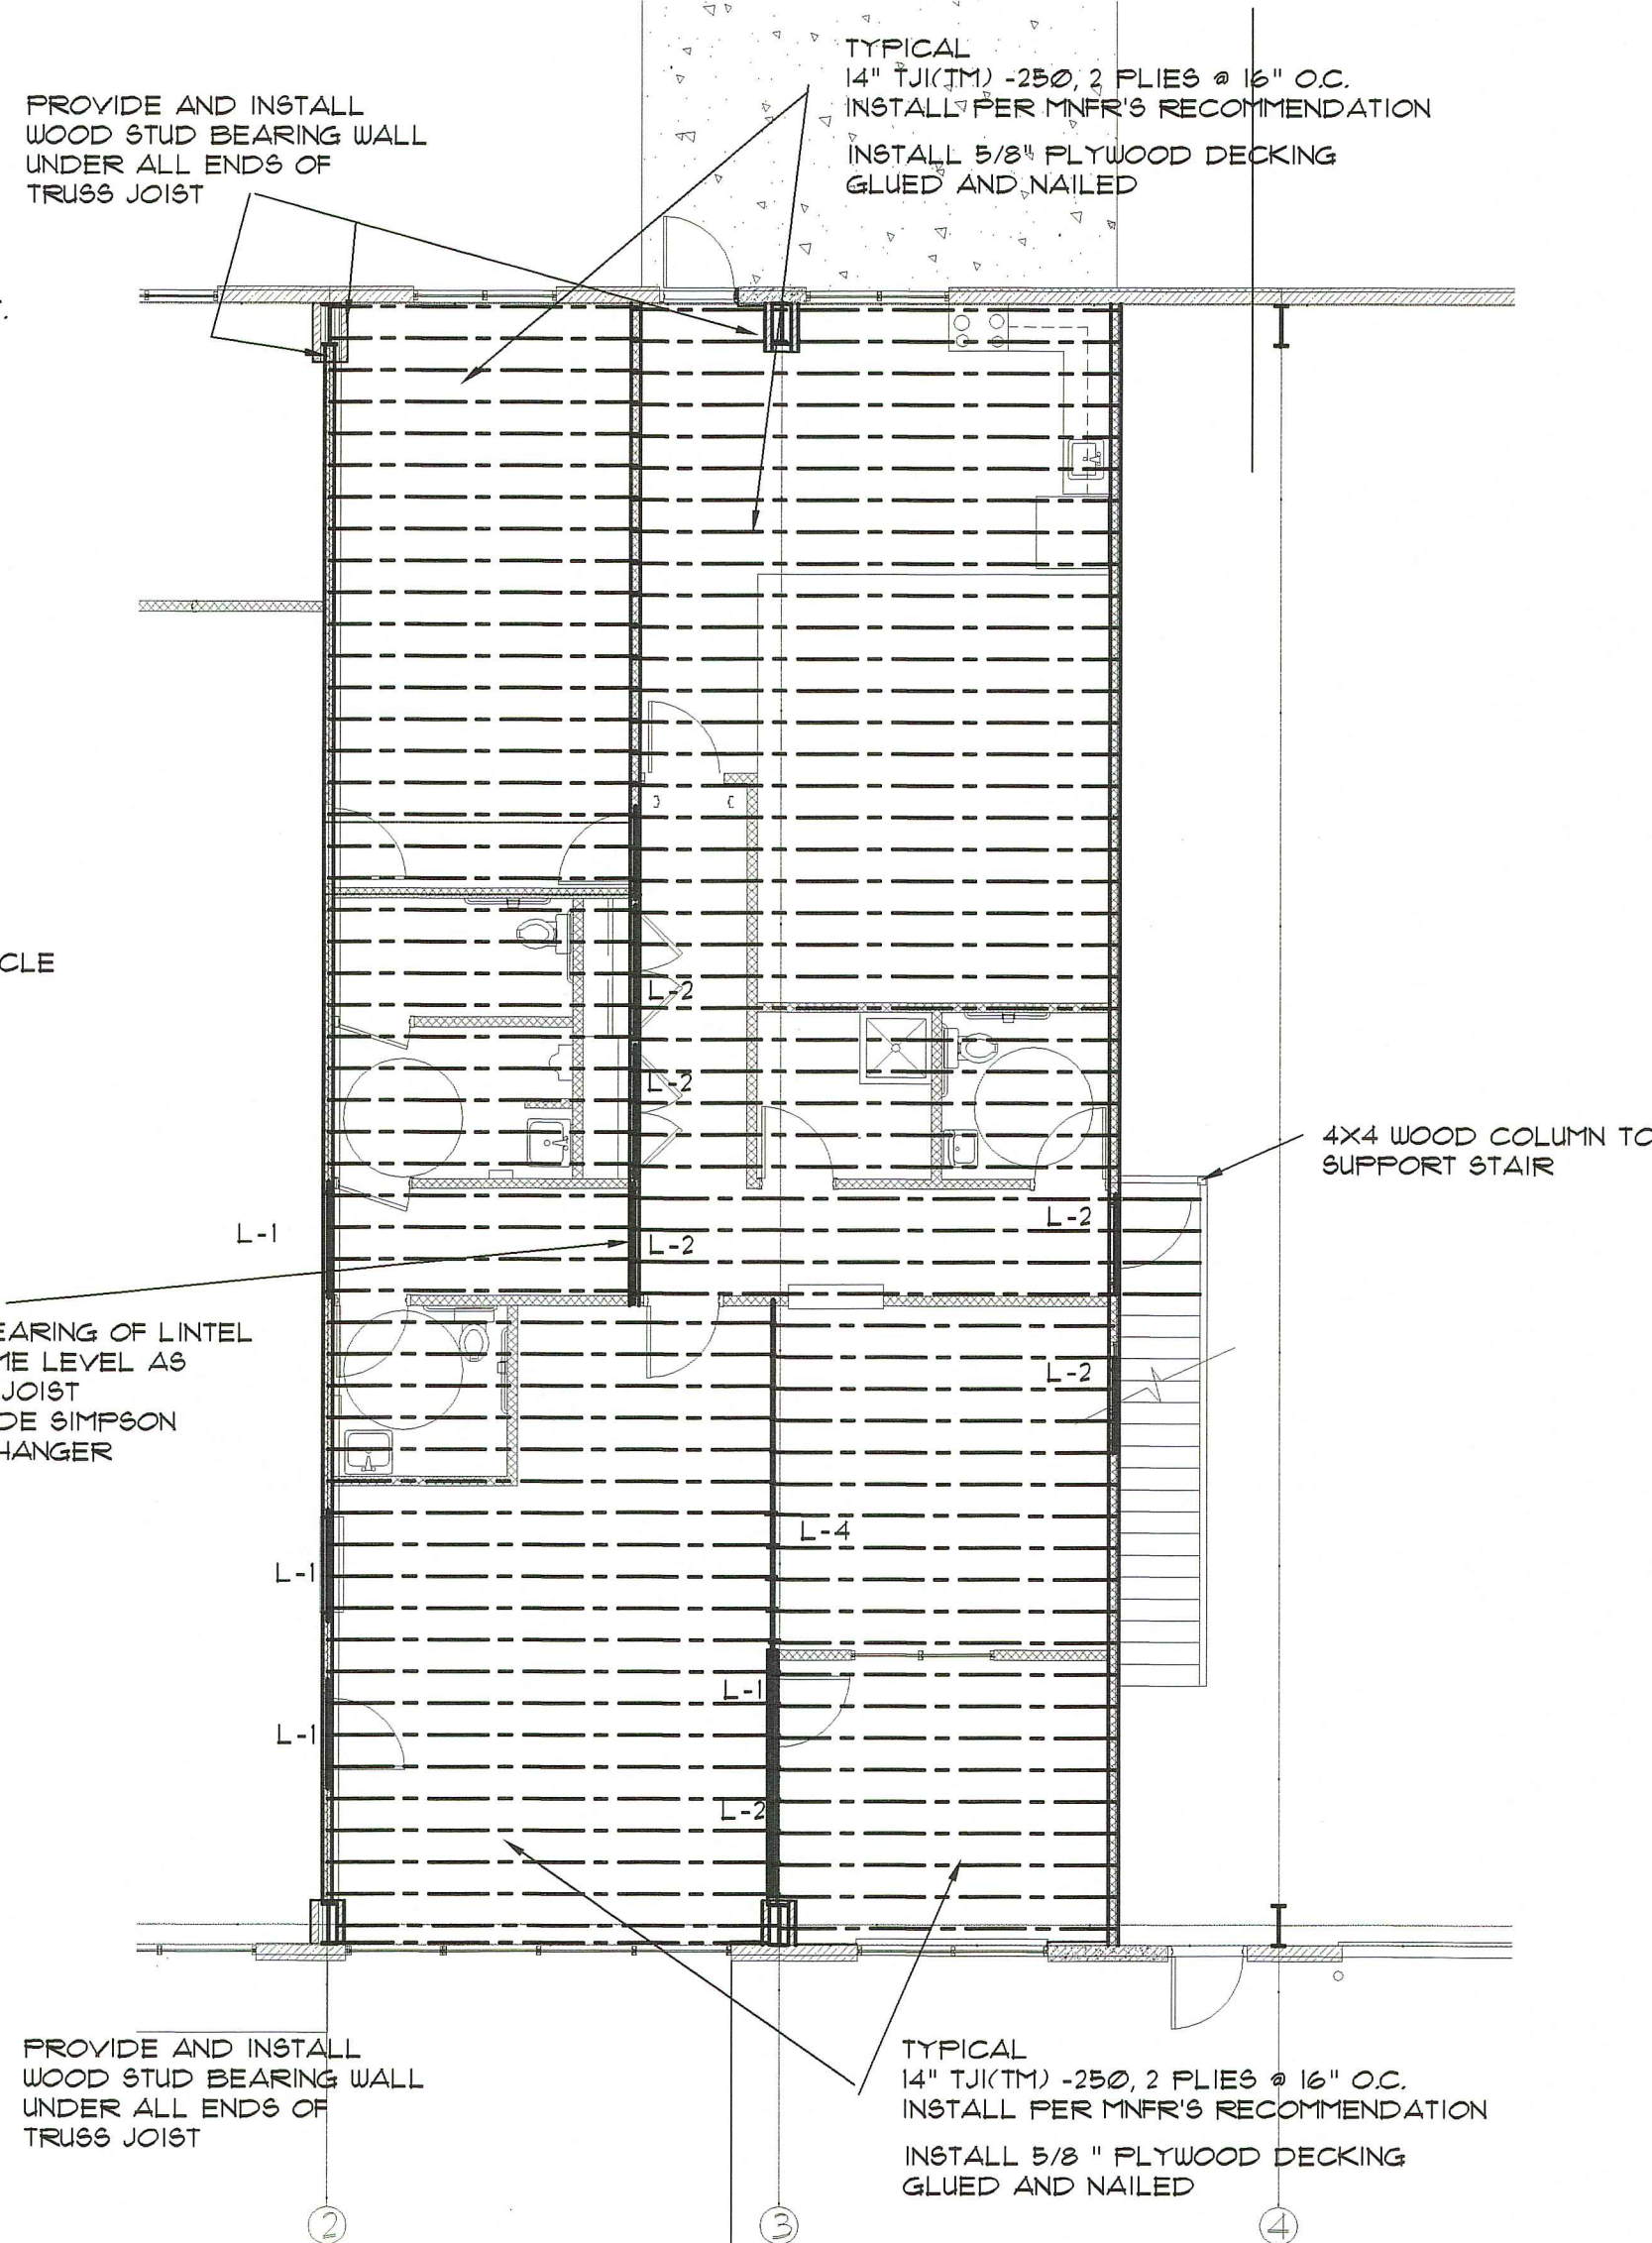 TYPICAL
14" TJI(TM) -250, 2 PLIES @ 16" O.C.
INSTALL PER MNFR'S RECOMMENDATION
INSTALL 5/8" PLYWOOD DECKING
GLUED AND NAILED
PROVIDE AND INSTALL
WOOD STUD BEARING WALL
UNDER ALL ENDS OF
TRUSS JOIST
CLE
L-2
L-2
4X4 WOOD COLUMN TO
SUPPORT STAIR
L-1
L-2
L-2
EARING OF LINTEL
ME LEVEL AS
JOIST
DE SIMPSON
HANGER
L-2
L-4
L-1
L-1
L-1
L-2
PROVIDE AND INSTALL
WOOD STUD BEARING WALL
UNDER ALL ENDS OF
TRUSS JOIST
TYPICAL
14" TJI(TM) -250, 2 PLIES @ 16" O.C.
INSTALL PER MNFR'S RECOMMENDATION
INSTALL 5/8 " PLYWOOD DECKING
GLUED AND NAILED
2
3
4